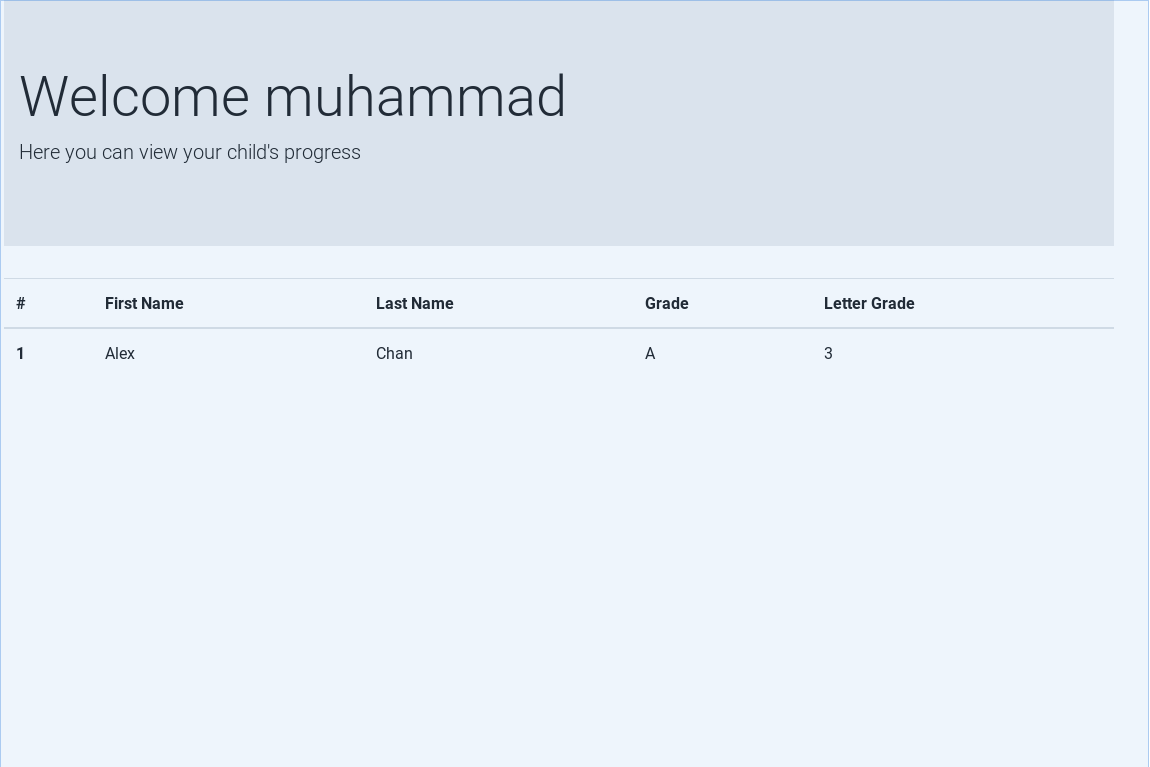 Welcome muhammad
Here you can view your child's progress
# First Name Last Name Grade Letter Grade
1 Alex Chan A 3